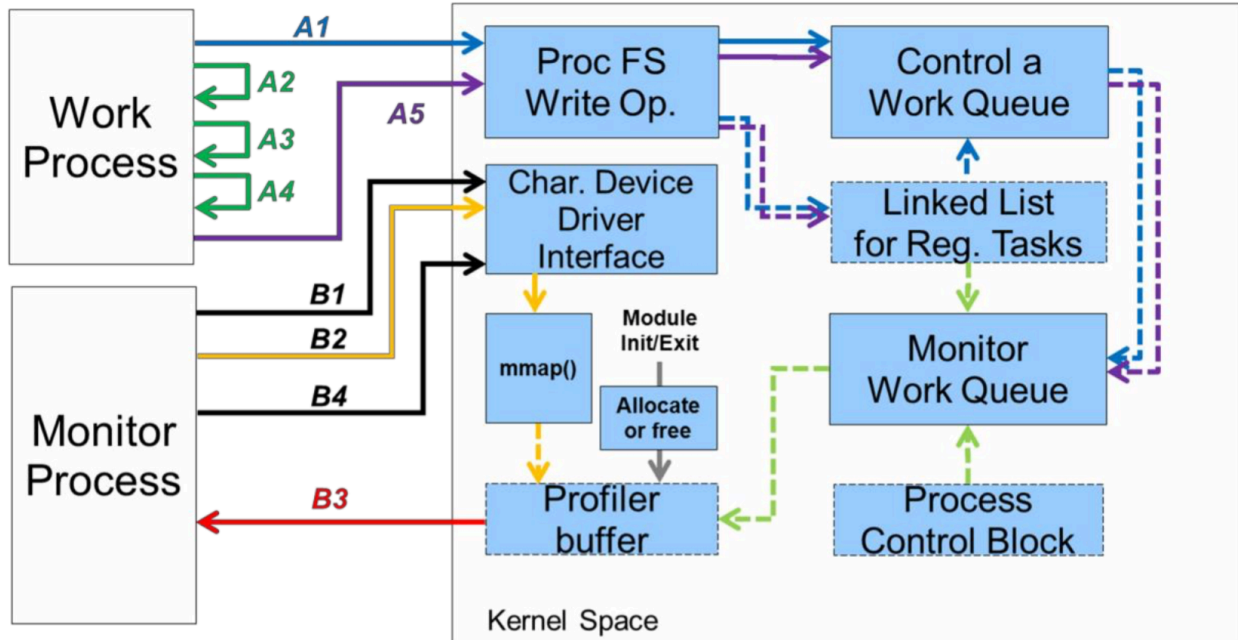 Work
Process
A1
A2
A3
A4
A5
Proc FS
Write Op.
Control a
Work Queue
Char. Device
Driver
Interface
Linked List
for Reg. Tasks
Monitor
Process
B1
B2
B4
B3
mmap()
Module
Init/Exit
Allocate
or free
Monitor
Work Queue
Profiler
buffer
Process
Control Block
Kernel Space